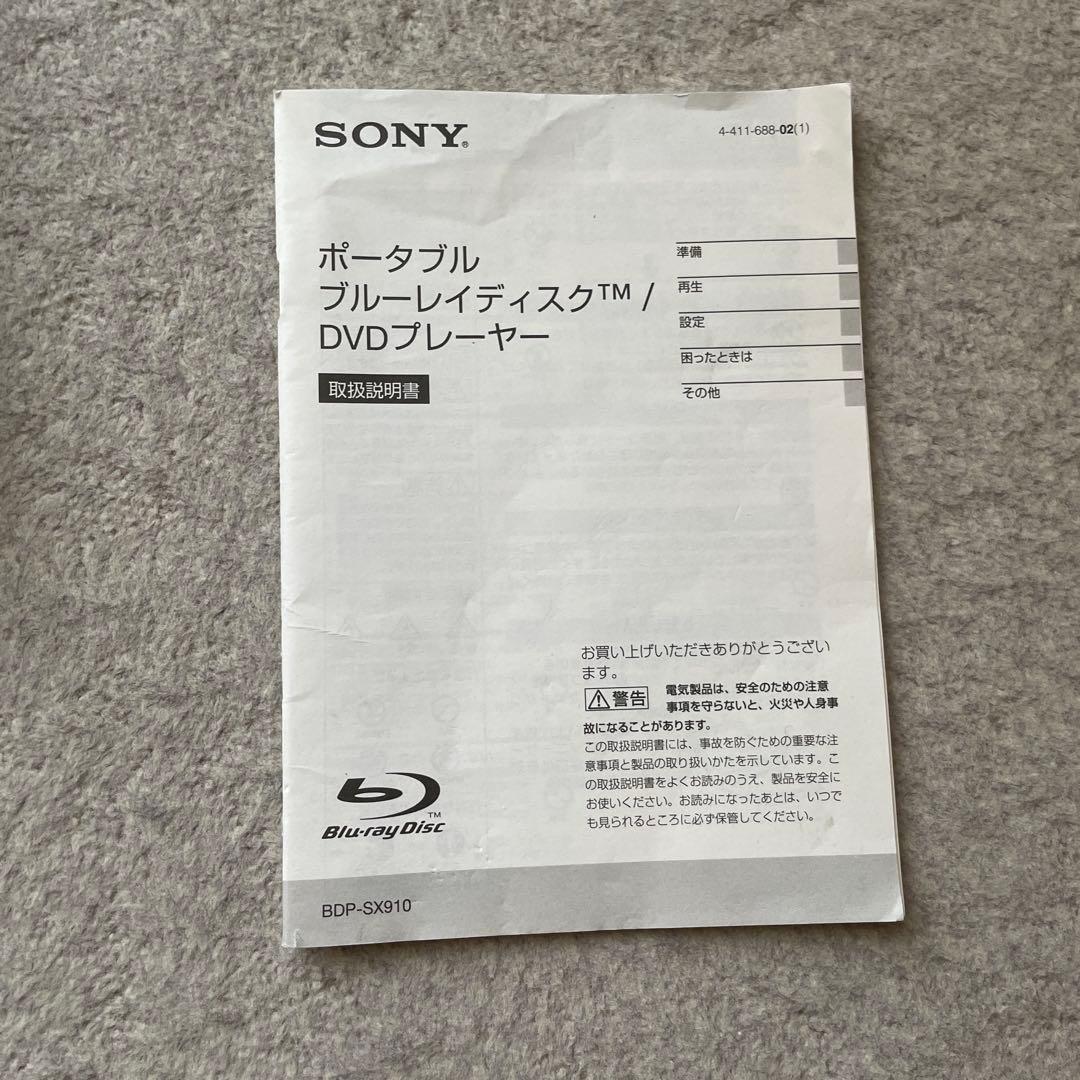 SONY®
4-411-688-02(1)
ポータブル
ブルーレイディスク™ /
DVDプレーヤー
取扱説明書
準備
再生
設定
困ったときは
その他
お買い上げいただきありがとうござい
ます。
警告 電気製品は、安全のための注意
事項を守らないと、火災や人身事
故になることがあります。
この取扱説明書には、事故を防ぐための重要な注
意事項と製品の取り扱いかたを示しています。こ
の取扱説明書をよくお読みのうえ、製品を安全に
お使いください。お読みになったあとは、いつで
も見られるところに必ず保管してください。
Blu-ray Disc™
BDP-SX910